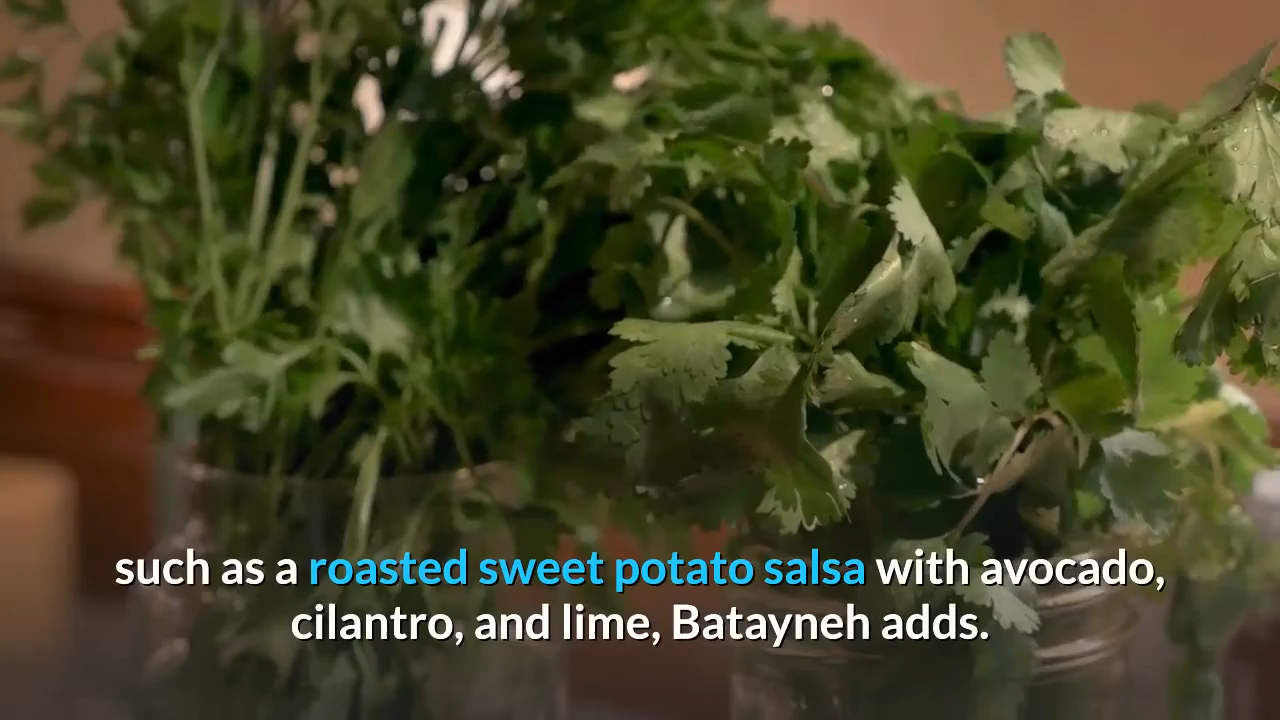 such as a roasted sweet potato salsa with avocado,
cilantro, and lime, Batayneh adds.